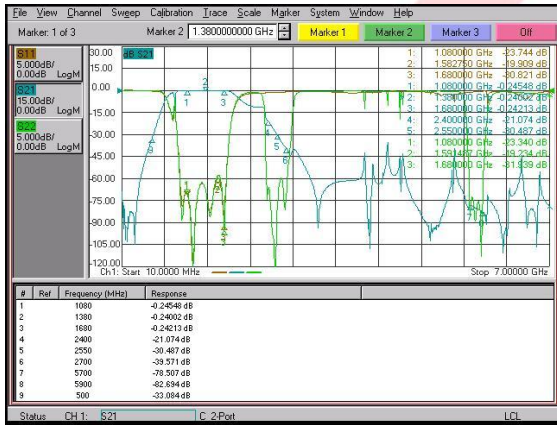 File View Channel Sweep Calibration Trace Scale Marker System Window Help
Marker: 1 of 3 Marker 2 1.3800000000 GHz Marker 1 Marker 2 Marker 3 Off
S11
5.000dB/
0.00dB LogM
S21
15.00dB/
0.00dB LogM
S22
5.000dB/
0.00dB LogM
dB S21
30.00
15.00
0.00
-15.00
-30.00
-45.00
-60.00
-75.00
-90.00
-105.00
-120.00
1: 1.080000 GHz -23.744 dB
2: 1.582750 GHz -19.909 dB
3: 1.680000 GHz -30.821 dB
1: 1.080000 GHz -0.24548 dB
2: 1.380000 GHz -0.24002 dB
3: 1.680000 GHz -0.24213 dB
4: 2.400000 GHz -21.074 dB
5: 2.550000 GHz -30.487 dB
1: 1.080000 GHz -23.340 dB
2: GHz
3: 1.680000 GHz -31.939 dB
Ch1: Start 10.0000 MHz Stop 7.00000 GHz
# Ref Frequency (MHz) Response
1 1080 -0.24548 dB
2 1380 -0.24002 dB
3 1680 -0.24213 dB
4 2400 -21.074 dB
5 2550 -30.487 dB
6 2700 -39.571 dB
7 5700 -78.507 dB
8 5900 -82.694 dB
9 500 -33.084 dB
Status CH 1: S21 C 2-Port LCL